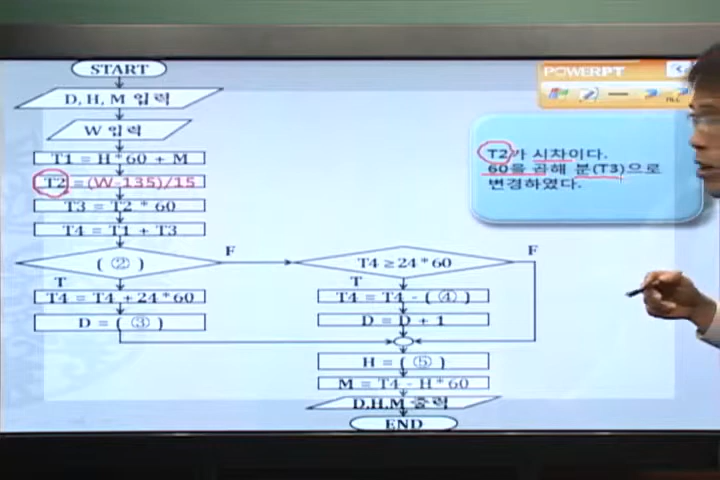 START
D, H, M 입력
W 입력
T1 = H*60 + M
T2 = (W-135)/15
T3 = T2 * 60
T4 = T1 + T3
( ② )
F
T
T4 = T4 + 24*60
D = ( ③ )
T4 ≥ 24*60
F
T
T4 = T4 - ( ④ )
D = D + 1
H = ( ⑤ )
M = T4 - H*60
D.H.M 출력
END
POWERPT
T2가 시차이다.
60을 곱해 분(T3)으로
변경하였다.